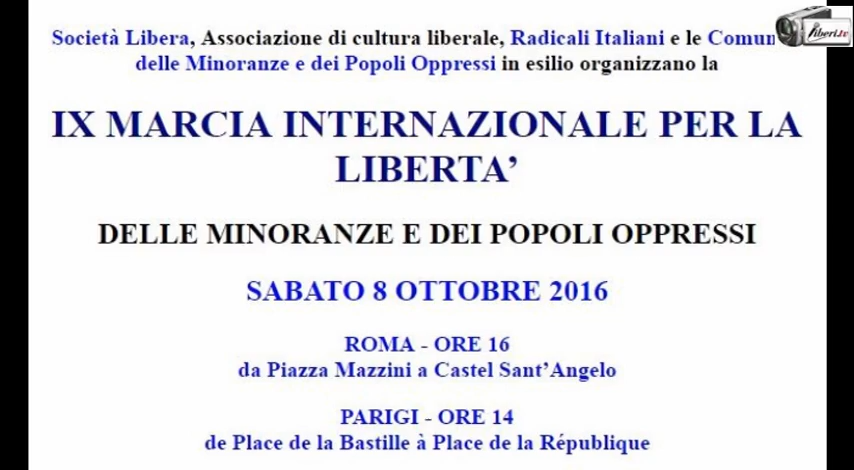 Società Libera, Associazione di cultura liberale, Radicali Italiani e le
delle Minoranze e dei Popoli Oppressi in esilio organizzano la
IX MARCIA INTERNAZIONALE PER LA
LIBERTA’
DELLE MINORANZE E DEI POPOLI OPPRESSI
SABATO 8 OTTOBRE 2016
ROMA - ORE 16
da Piazza Mazzini a Castel Sant’Angelo
PARIGI - ORE 14
de Place de la Bastille à Place de la République
Liberi.tv